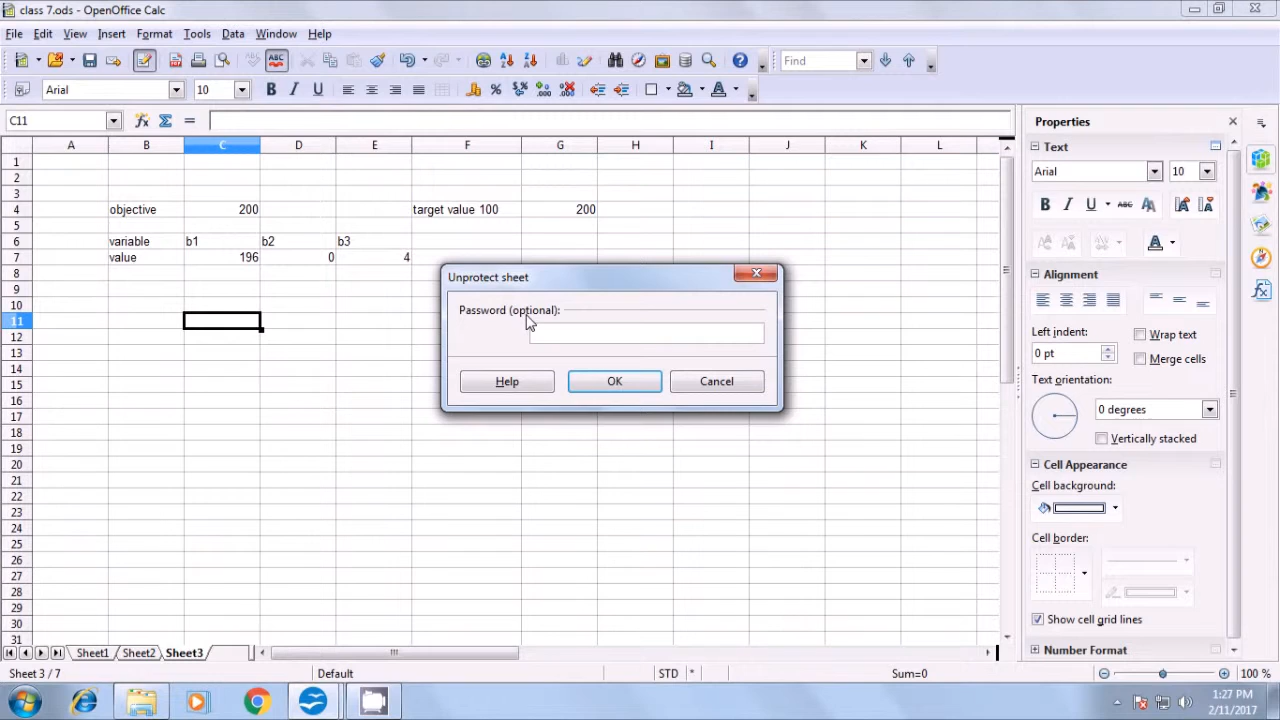 class 7.ods - OpenOffice Calc
File Edit View Insert Format Tools Data Window Help
Find
Arial 10
C11
A B C D E F G H I J K L
1
2
3
4 objective 200 target value 100 200
5
6 variable b1 b2 b3
7 value 196 0 4
8
9
10
11
12
13
14
15
16
17
18
19
20
21
22
23
24
25
26
27
28
29
30
31
Unprotect sheet
Password (optional):
Help OK Cancel
Properties
Text
Arial 10
Alignment
Left indent: Wrap text
0 pt Merge cells
Text orientation:
0 degrees
Vertically stacked
Cell Appearance
Cell background:
Cell border:
Show cell grid lines
Number Format
Sheet1 Sheet2 Sheet3
Sheet 3 / 7 Default STD * Sum=0 100 %
1:27 PM
2/11/2017